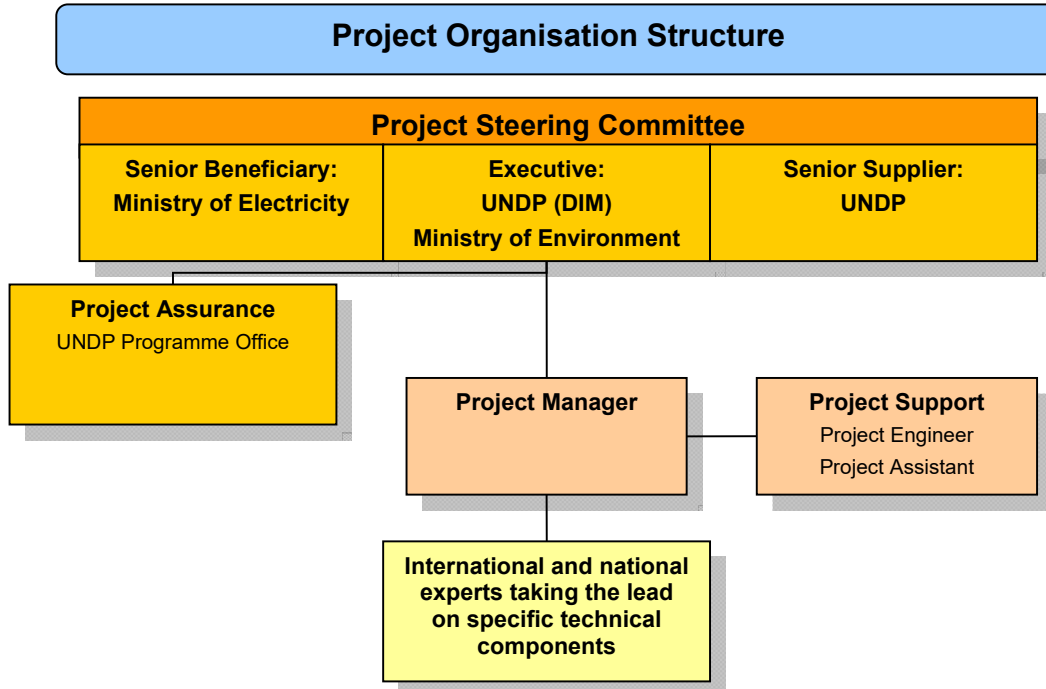 Project Organisation Structure
Project Steering Committee
Senior Beneficiary:
Ministry of Electricity
Executive:
UNDP (DIM)
Ministry of Environment
Senior Supplier:
UNDP
Project Assurance
UNDP Programme Office
Project Manager
Project Support
Project Engineer
Project Assistant
International and national
experts taking the lead
on specific technical
components